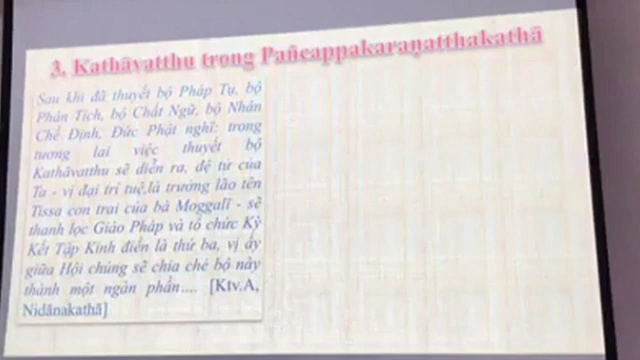 3. Kathāvatthu trong Pañcappakaraṇatthakathā
Sau khi đã thuyết bộ Pháp Tụ, bộ
Phân Tích, bộ Chất Ngữ, bộ Nhân
Chế Định, Đức Phật nghĩ: trong
tương lai việc thuyết bộ
Kathāvatthu sẽ diễn ra, đệ tử của
Ta - vị đại trí tuệ,là trưởng lão tên
Tissa con trai của bà Moggalī - sẽ
thanh lọc Giáo Pháp và tổ chức Kỳ
Kết Tập Kinh điển là thứ ba, vị ấy
giữa Hội chúng sẽ chia chẻ bộ này
thành một ngàn phần.... [Ktv.A,
Nidānakathā]